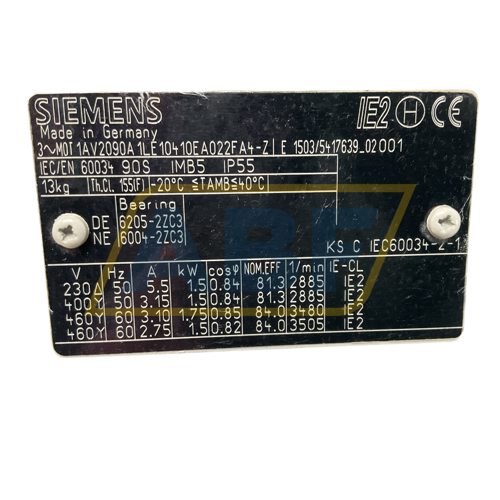 SIEMENS IE2 H CE
Made in Germany
3~MOT 1AV2090A 1LE10410EA022FA4-Z E 1503/5417639_02001
IEC/EN 60034 90S IMB5 IP55
13kg Th.Cl. 155(F) -20°C ≤TAMB≤40°C
Bearing
DE 6205-2ZC3
NE 6004-2ZC3
KS C IEC60034-2-1
V Hz A kW cosφ NOM.EFF 1/min IE-CL
230Δ 50 5.5 1.5 0.84 81.3 2885 IE2
400Y 50 3.15 1.5 0.84 81.3 2885 IE2
460Y 60 3.10 1.75 0.85 84.0 3480 IE2
460Y 60 2.75 1.5 0.82 84.0 3505 IE2
ABF